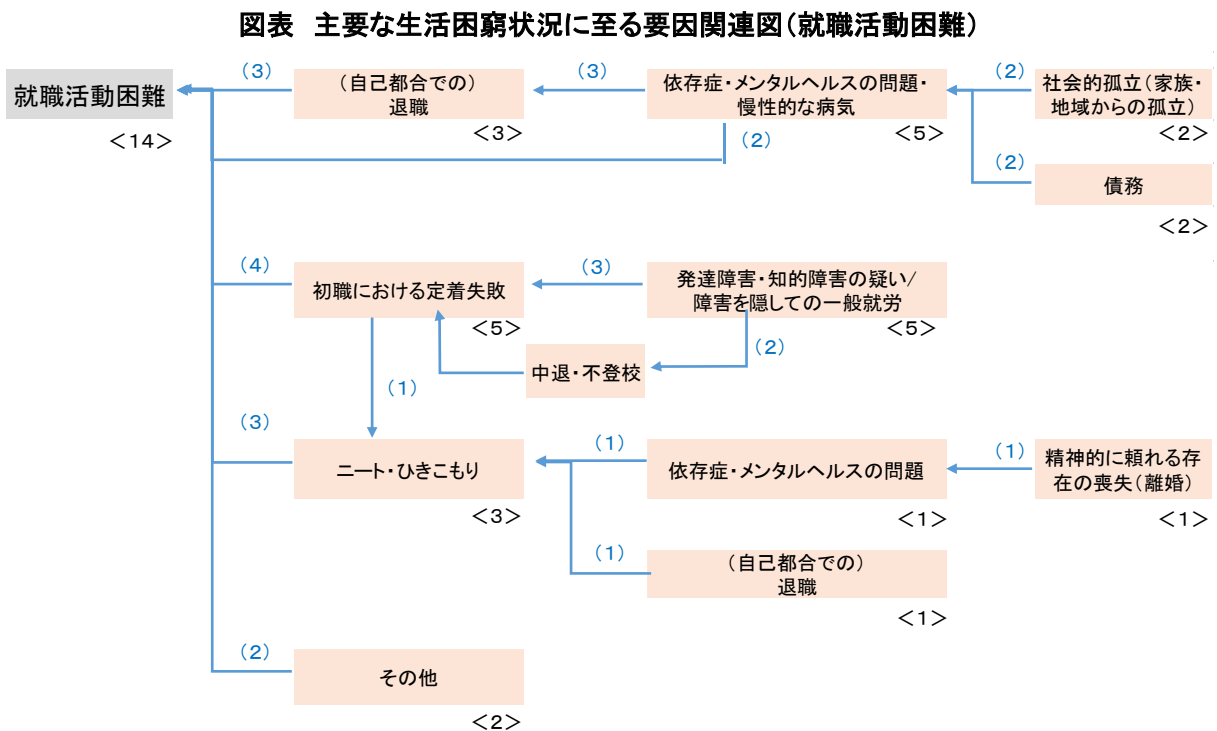 図表　主要な生活困窮状況に至る要因関連図（就職活動困難）
就職活動困難
＜14＞
（3）
（自己都合での）
退職
＜3＞
（3）
依存症・メンタルヘルスの問題・
慢性的な病気
＜5＞
（2）
（2）
社会的孤立（家族・
地域からの孤立）
＜2＞
（2）
債務
＜2＞
（4）
初職における定着失敗
＜5＞
（3）
発達障害・知的障害の疑い/
障害を隠しての一般就労
＜5＞
（2）
中退・不登校
（1）
（3）
ニート・ひきこもり
＜3＞
（1）
依存症・メンタルヘルスの問題
＜1＞
（1）
精神的に頼れる存
在の喪失（離婚）
＜1＞
（1）
（自己都合での）
退職
＜1＞
（2）
その他
＜2＞